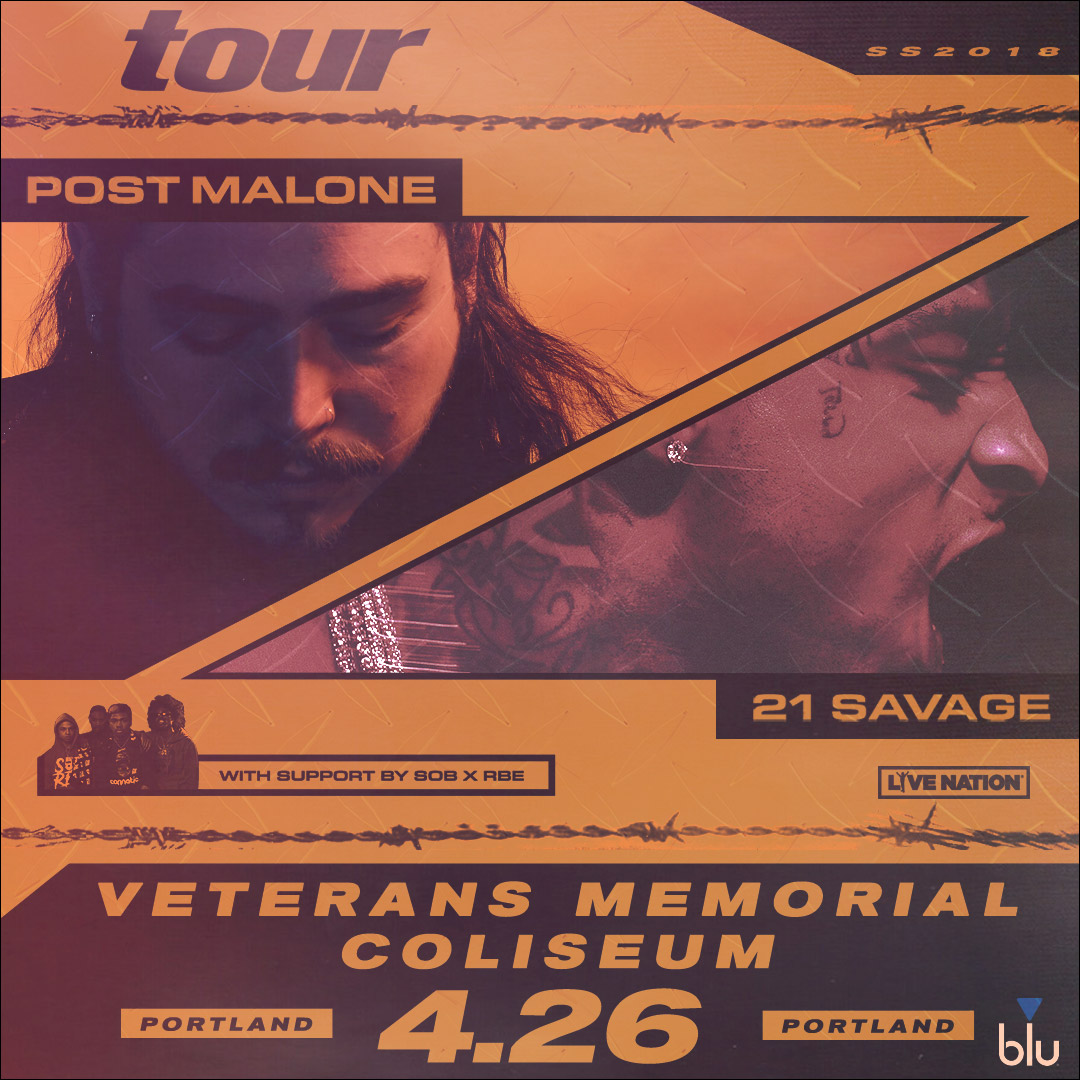 tour
SS2018
POST MALONE
21 SAVAGE
WITH SUPPORT BY SOB X RBE
LIVE NATION
VETERANS MEMORIAL
COLISEUM
PORTLAND
4.26
PORTLAND
blu